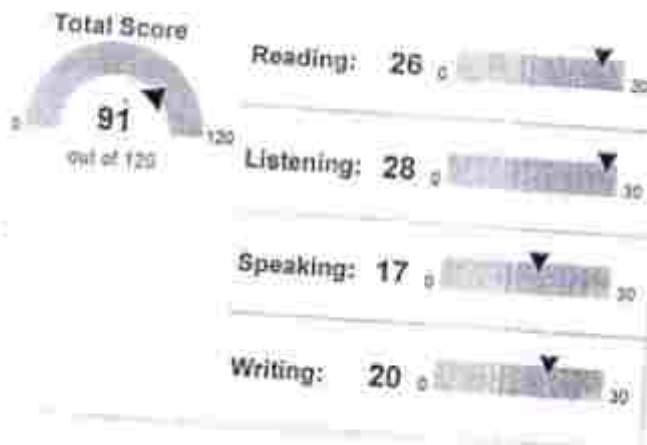 Total Score
0
91
120
out of 120
Reading: 26 0 30
Listening: 28 0 30
Speaking: 17 0 30
Writing: 20 0 30